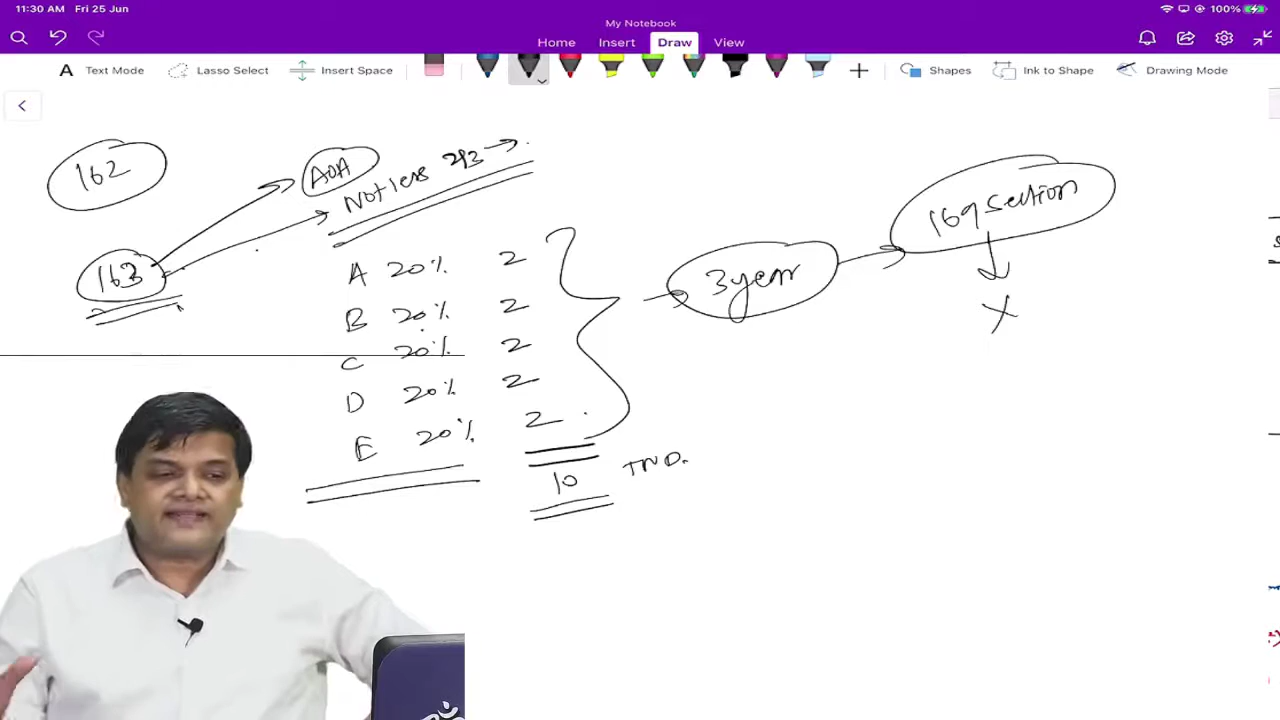 11:30 AM Fri 25 Jun
100%
My Notebook
Home Insert Draw View
A Text Mode Lasso Select Insert Space Shapes Ink to Shape Drawing Mode
162
AOA
Not less 2/3
163
169 section
3 year
X
A 20% 2
B 20% 2
C 20% 2
D 20% 2
E 20% 2
10
ॐ